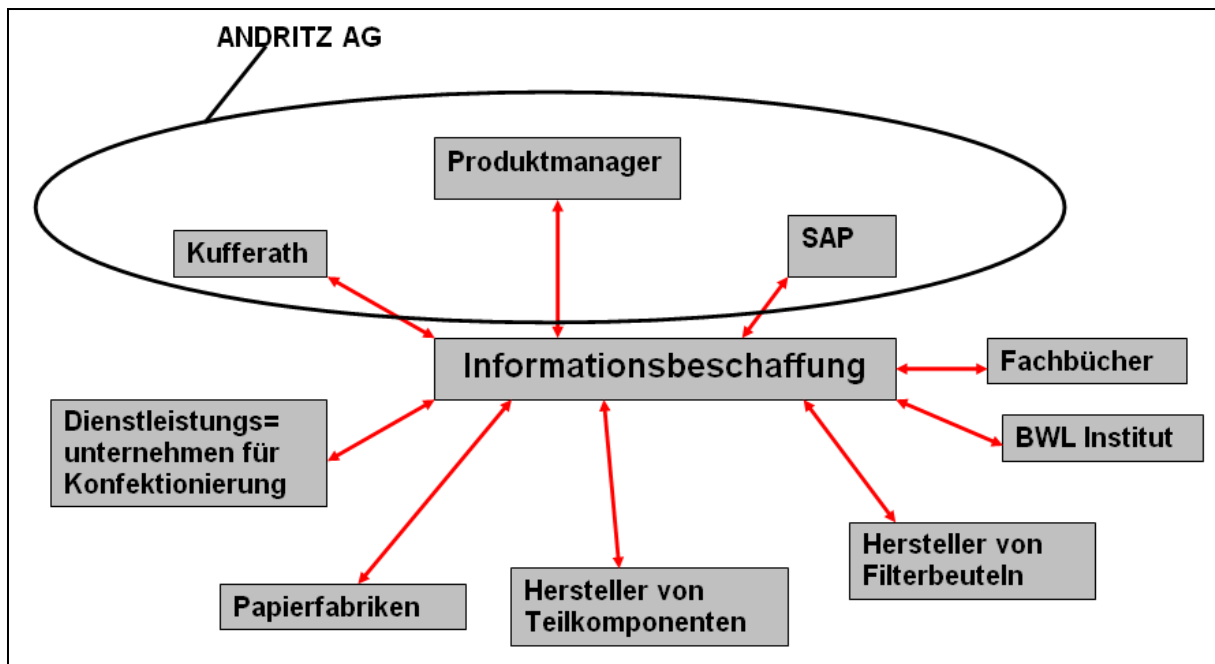 ANDRITZ AG
Produktmanager
Kufferath
SAP
Informationsbeschaffung
Fachbücher
Dienstleistungs=
unternehmen für
Konfektionierung
BWL Institut
Hersteller von
Filterbeuteln
Papierfabriken
Hersteller von
Teilkomponenten